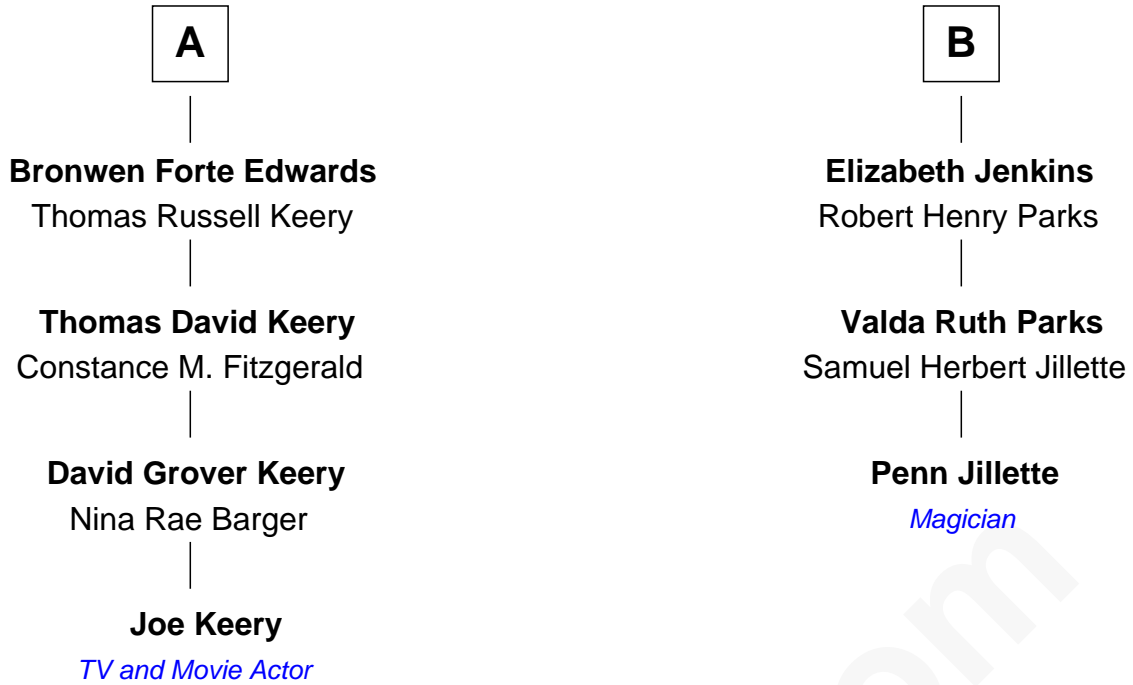 A
Bronwen Forte Edwards
Thomas Russell Keery
Thomas David Keery
Constance M. Fitzgerald
David Grover Keery
Nina Rae Barger
Joe Keery
TV and Movie Actor
B
Elizabeth Jenkins
Robert Henry Parks
Valda Ruth Parks
Samuel Herbert Jillette
Penn Jillette
Magician
om